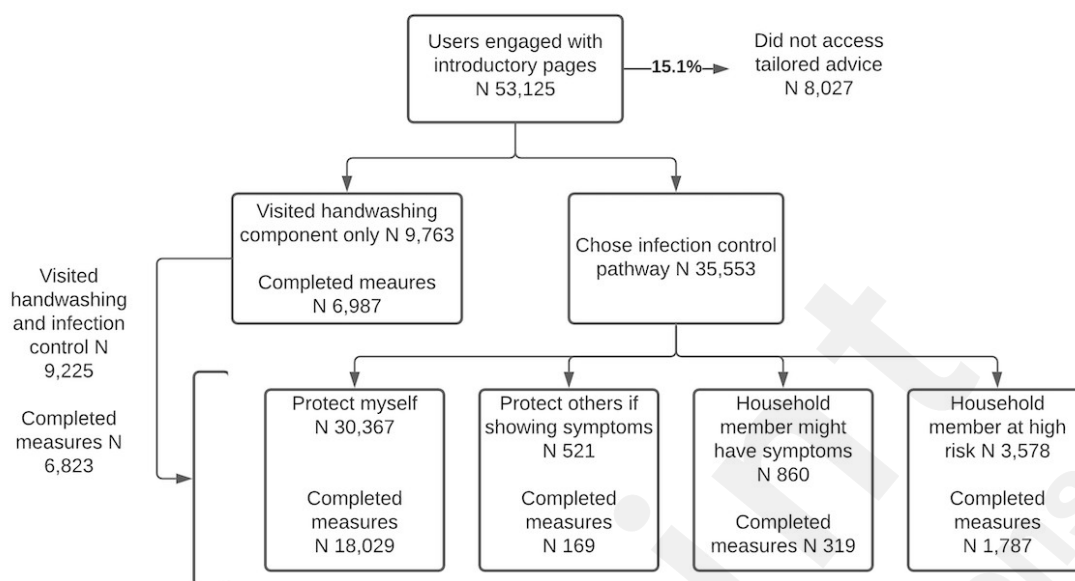 Users engaged with
introductory pages
N 53,125
15.1%
Did not access
tailored advice
N 8,027
Visited handwashing
component only N 9,763
Completed meaures
N 6,987
Chose infection control
pathway N 35,553
Visited
handwashing
and infection
control N
9,225
Completed
measures N
6,823
Protect myself
N 30,367
Completed
measures
N 18,029
Protect others if
showing symptoms
N 521
Completed
measures
N 169
Household
member might
have symptoms
N 860
Completed
measures N 319
Household
member at high
risk N 3,578
Completed
measures
N 1,787